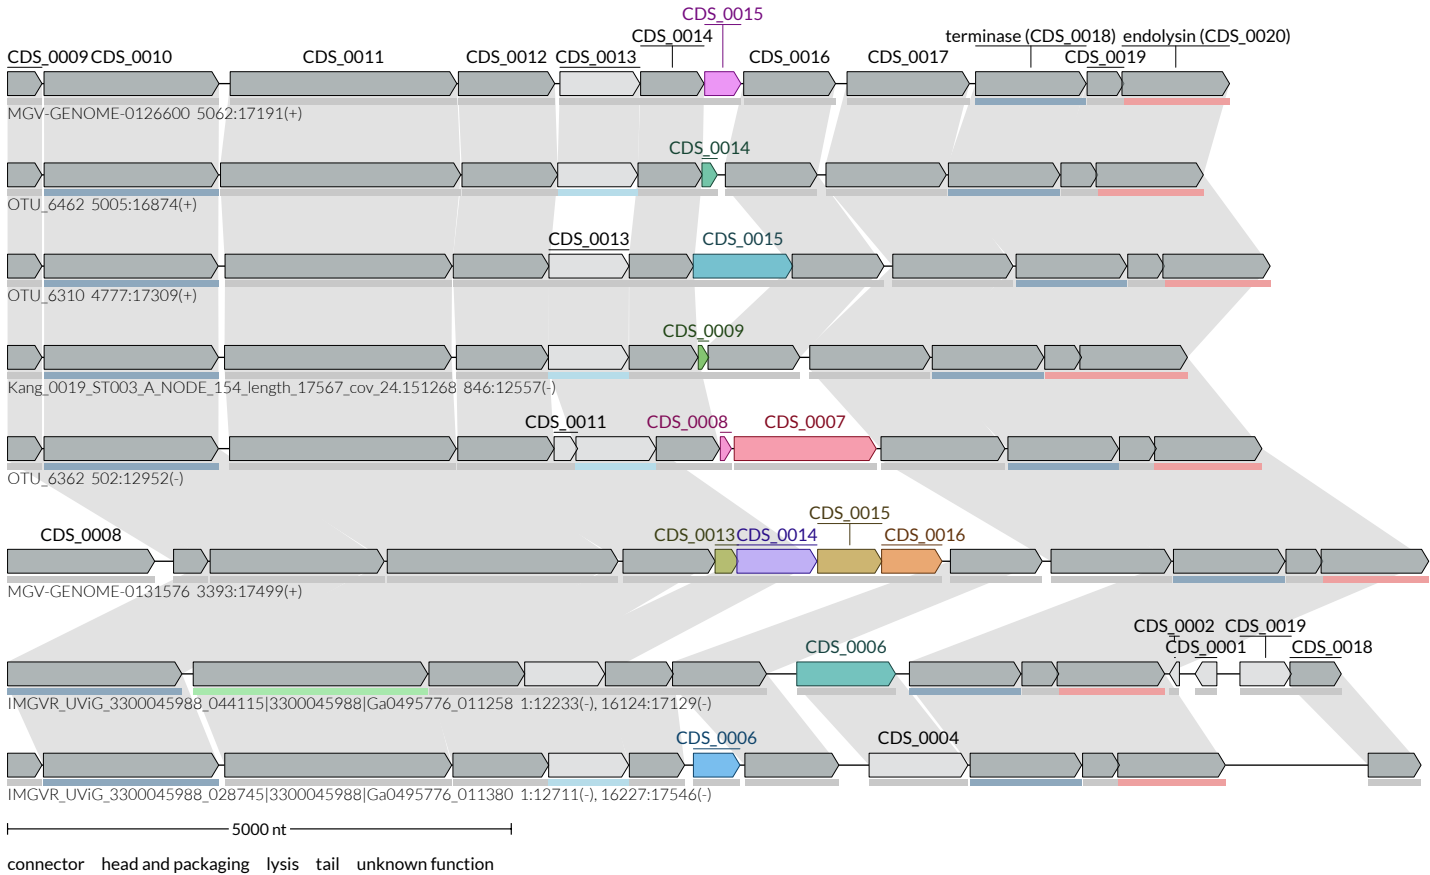 CDS_0015
CDS_0014
terminase (CDS_0018) endolysin (CDS_0020)
CDS_0009 CDS_0010 CDS_0011 CDS_0012 CDS_0013 CDS_0016 CDS_0017 CDS_0019
MGV-GENOME-0126600 5062:17191(+)
CDS_0014
OTU_6462 5005:16874(+)
CDS_0013 CDS_0015
OTU_6310 4777:17309(+)
CDS_0009
Kang_0019_ST003_A_NODE_154_length_17567_cov_24.151268 846:12557(-)
CDS_0011 CDS_0008 CDS_0007
OTU_6362 502:12952(-)
CDS_0015
CDS_0008 CDS_0013 CDS_0014 CDS_0016
MGV-GENOME-0131576 3393:17499(+)
CDS_0002 CDS_0019
CDS_0006 CDS_0001 CDS_0018
IMGVR_UViG_3300045988_044115|3300045988|Ga0495776_011258 1:12233(-), 16124:17129(-)
CDS_0006 CDS_0004
IMGVR_UViG_3300045988_028745|3300045988|Ga0495776_011380 1:12711(-), 16227:17546(-)
5000 nt
connector head and packaging lysis tail unknown function